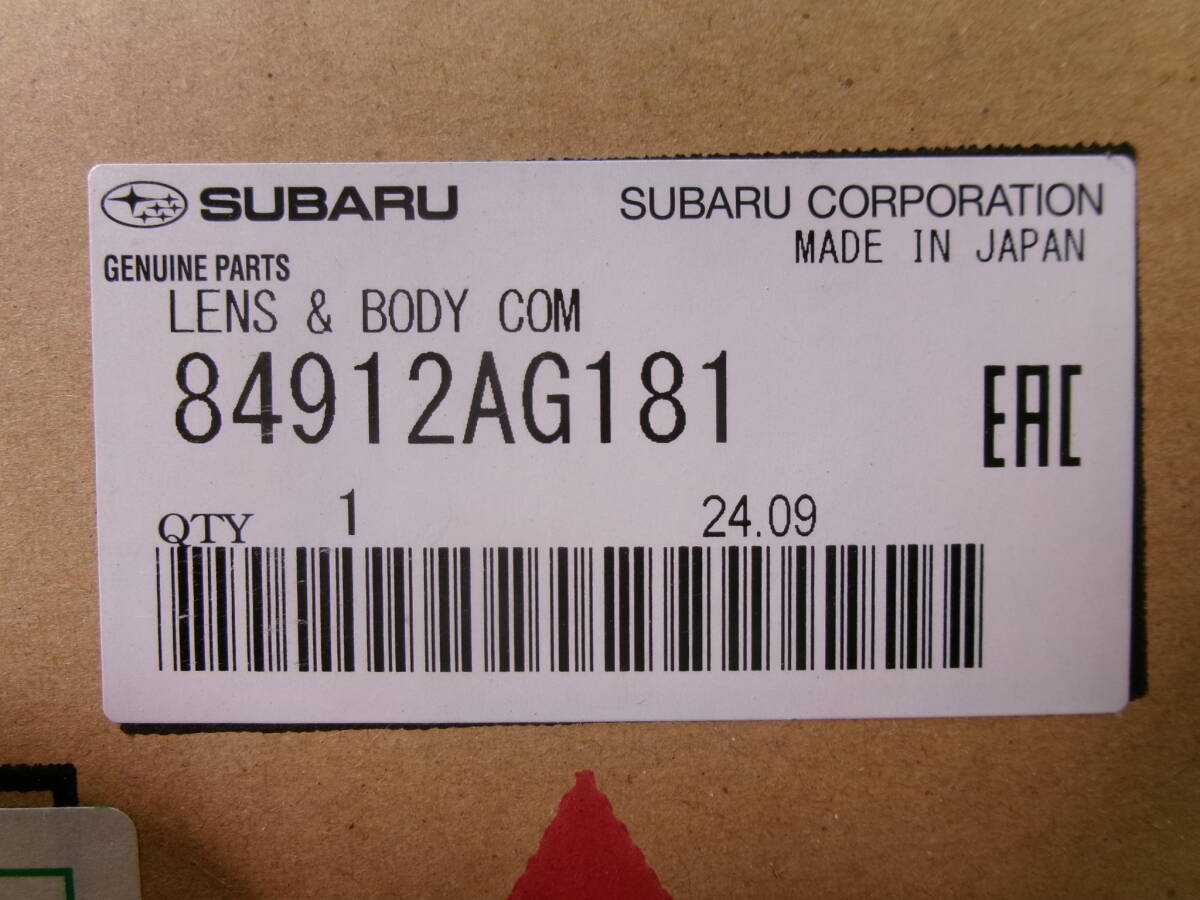 SUBARU SUBARU CORPORATION
MADE IN JAPAN
GENUINE PARTS
LENS & BODY COM
84912AG181
EAC
QTY 1 24.09